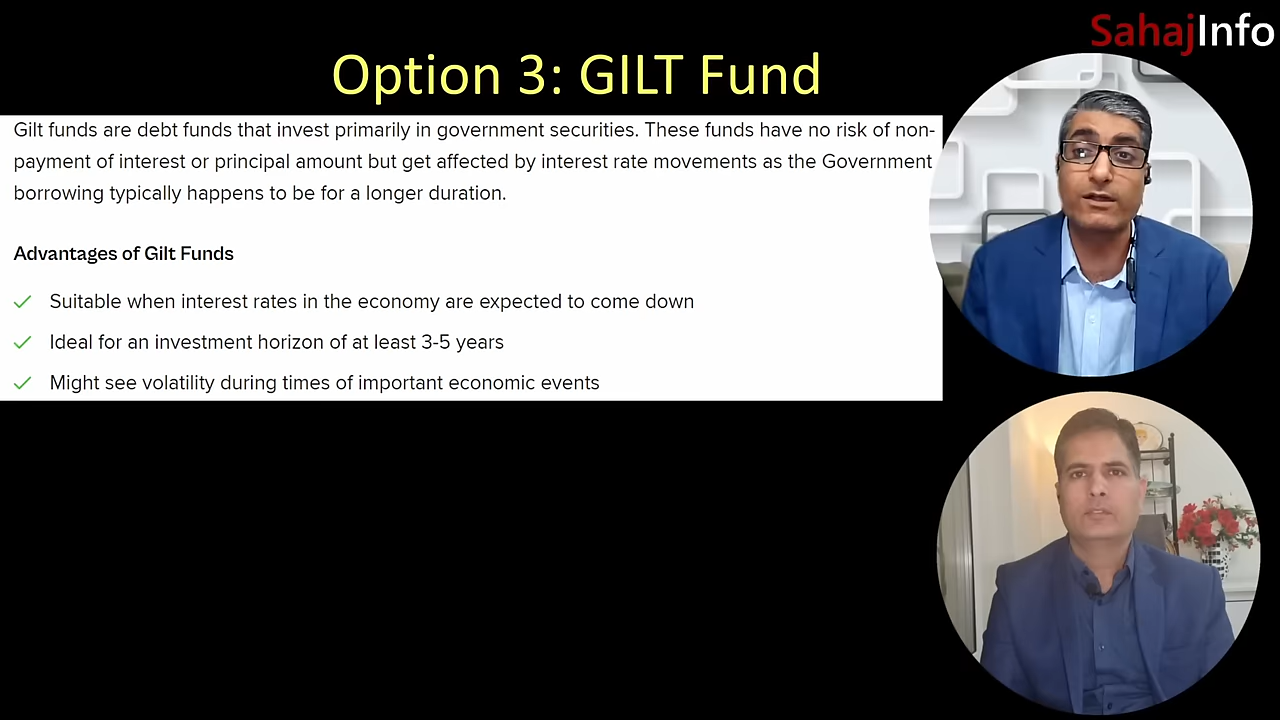 SahajInfo
Option 3: GILT Fund
Gilt funds are debt funds that invest primarily in government securities. These funds have no risk of non-
payment of interest or principal amount but get affected by interest rate movements as the Government
borrowing typically happens to be for a longer duration.
Advantages of Gilt Funds
Suitable when interest rates in the economy are expected to come down
Ideal for an investment horizon of at least 3-5 years
Might see volatility during times of important economic events